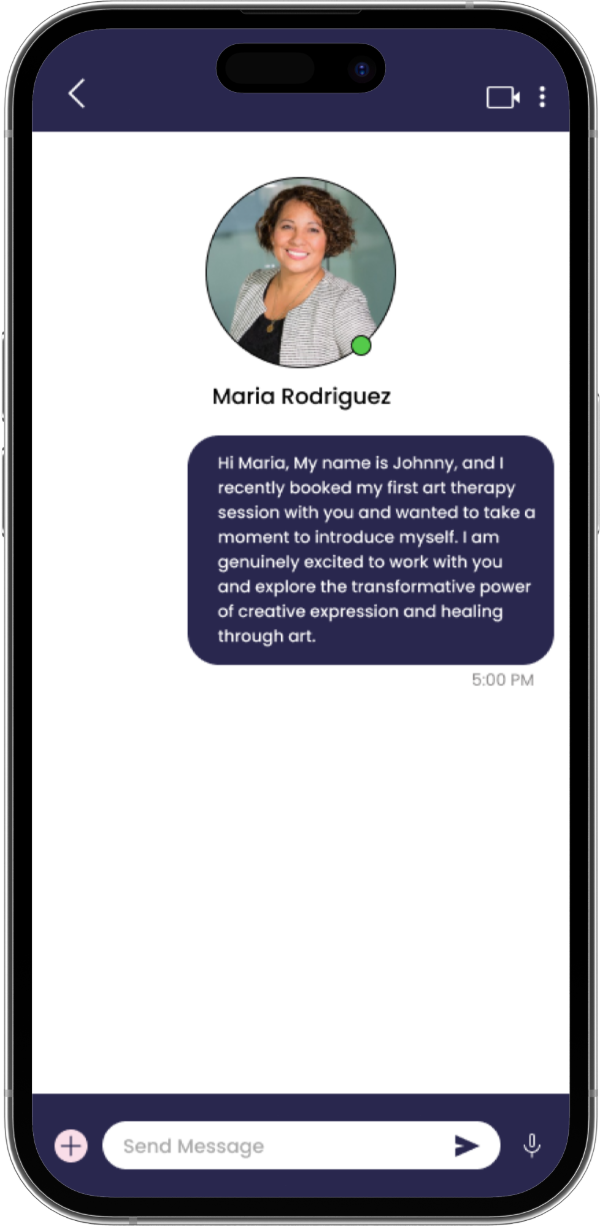 Maria Rodriguez
Hi Maria, My name is Johnny, and I
recently booked my first art therapy
session with you and wanted to take a
moment to introduce myself. I am
genuinely excited to work with you
and explore the transformative power
of creative expression and healing
through art.
5:00 PM
Send Message